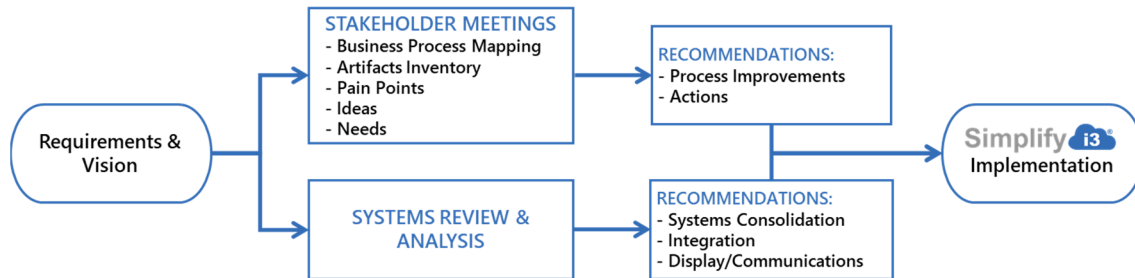 Requirements &
Vision
STAKEHOLDER MEETINGS
- Business Process Mapping
- Artifacts Inventory
- Pain Points
- Ideas
- Needs
SYSTEMS REVIEW &
ANALYSIS
RECOMMENDATIONS:
- Process Improvements
- Actions
RECOMMENDATIONS:
- Systems Consolidation
- Integration
- Display/Communications
Simplify i3©
Implementation